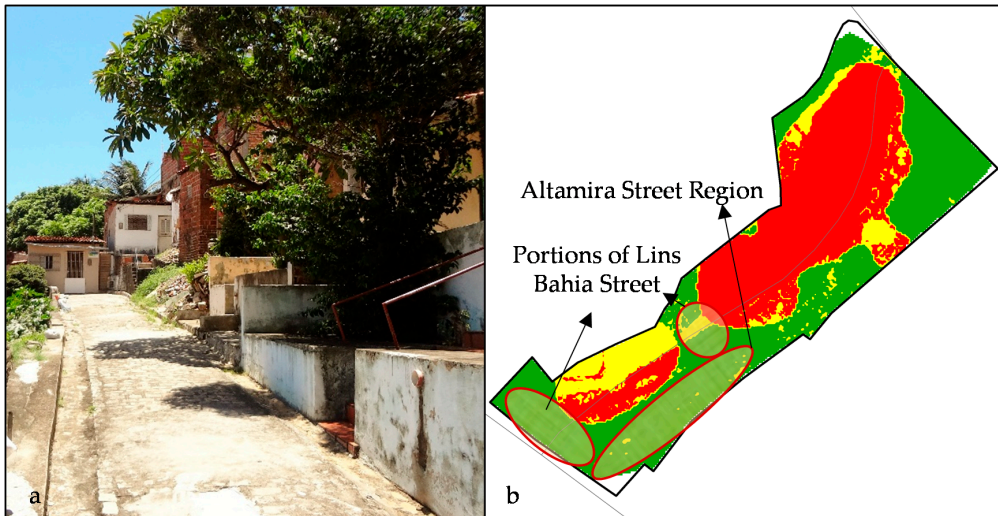 Altamira Street Region
Portions of Lins
Bahia Street
a
b